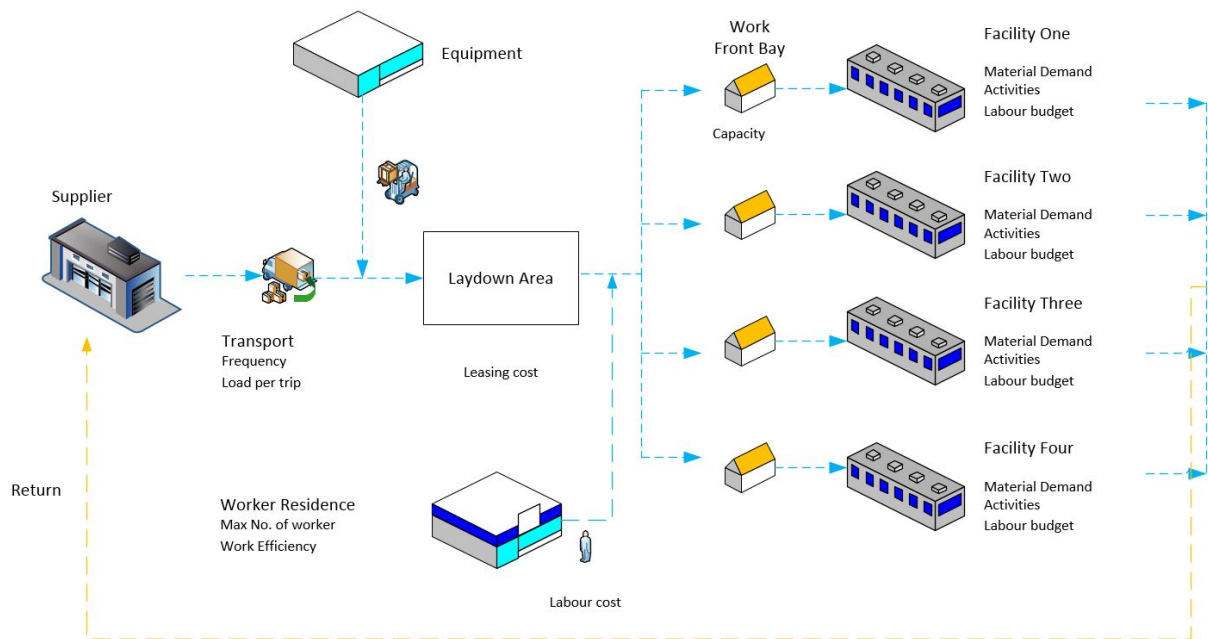 Equipment
Work
Front Bay
Capacity
Facility One
Material Demand
Activities
Labour budget
Supplier
Transport
Frequency
Load per trip
Laydown Area
Leasing cost
Facility Two
Material Demand
Activities
Labour budget
Facility Three
Material Demand
Activities
Labour budget
Return
Worker Residence
Max No. of worker
Work Efficiency
Labour cost
Facility Four
Material Demand
Activities
Labour budget